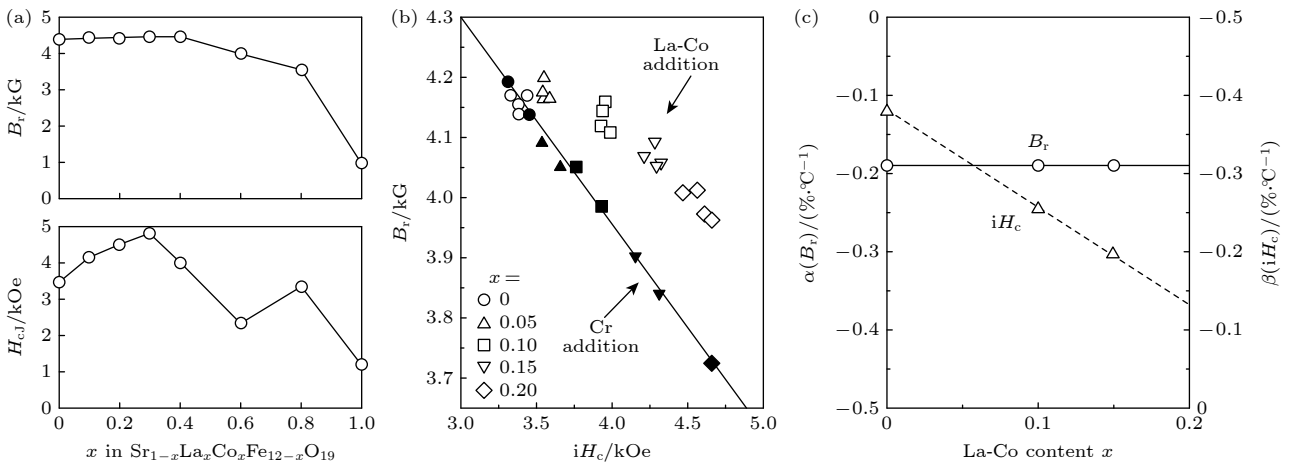 (a)
5
4
3
2
1
0
B_r/kG
5
4
3
2
1
0
H_cJ/kOe
0
0.2
0.4
0.6
0.8
1.0
x in Sr_{1−x}La_xCo_xFe_{12−x}O_{19}
(b)
4.3
4.2
4.1
4.0
3.9
3.8
3.7
B_r/kG
La-Co
addition
x =
0
0.05
0.10
0.15
0.20
Cr
addition
3.0
3.5
4.0
4.5
5.0
iH_c/kOe
(c)
0
−0.1
−0.2
−0.3
−0.4
−0.5
α(B_r)/(%·℃^{−1})
B_r
iH_c
−0.5
−0.4
−0.3
−0.2
−0.1
0
β(iH_c)/(%·℃^{−1})
0
0.1
0.2
La-Co content x